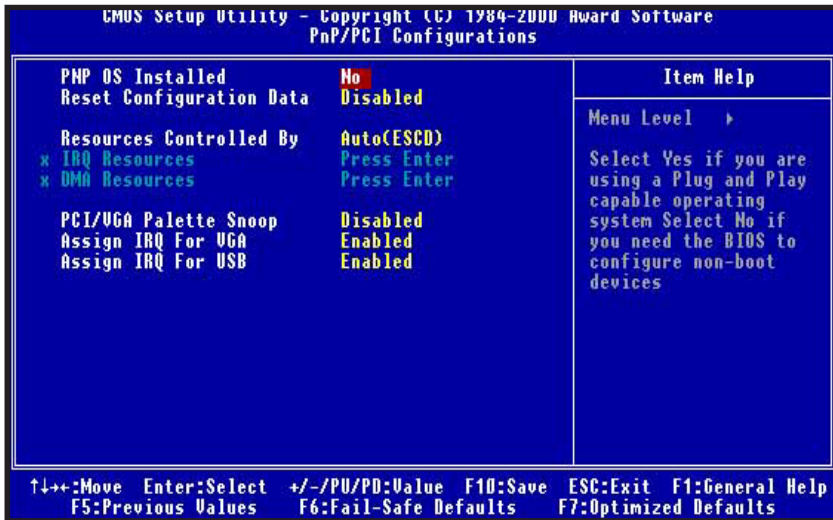 CMOS Setup Utility - Copyright (C) 1984-2000 Award Software
PnP/PCI Configurations
PNP OS Installed No
Reset Configuration Data Disabled
Resources Controlled By Auto(ESCD)
x IRQ Resources Press Enter
x DMA Resources Press Enter
PCI/VGA Palette Snoop Disabled
Assign IRQ For VGA Enabled
Assign IRQ For USB Enabled
Item Help
Menu Level ▸
Select Yes if you are
using a Plug and Play
capable operating
system Select No if
you need the BIOS to
configure non-boot
devices
↑↓→←:Move Enter:Select +/-/PU/PD:Value F10:Save ESC:Exit F1:General Help
F5:Previous Values F6:Fail-Safe Defaults F7:Optimized Defaults